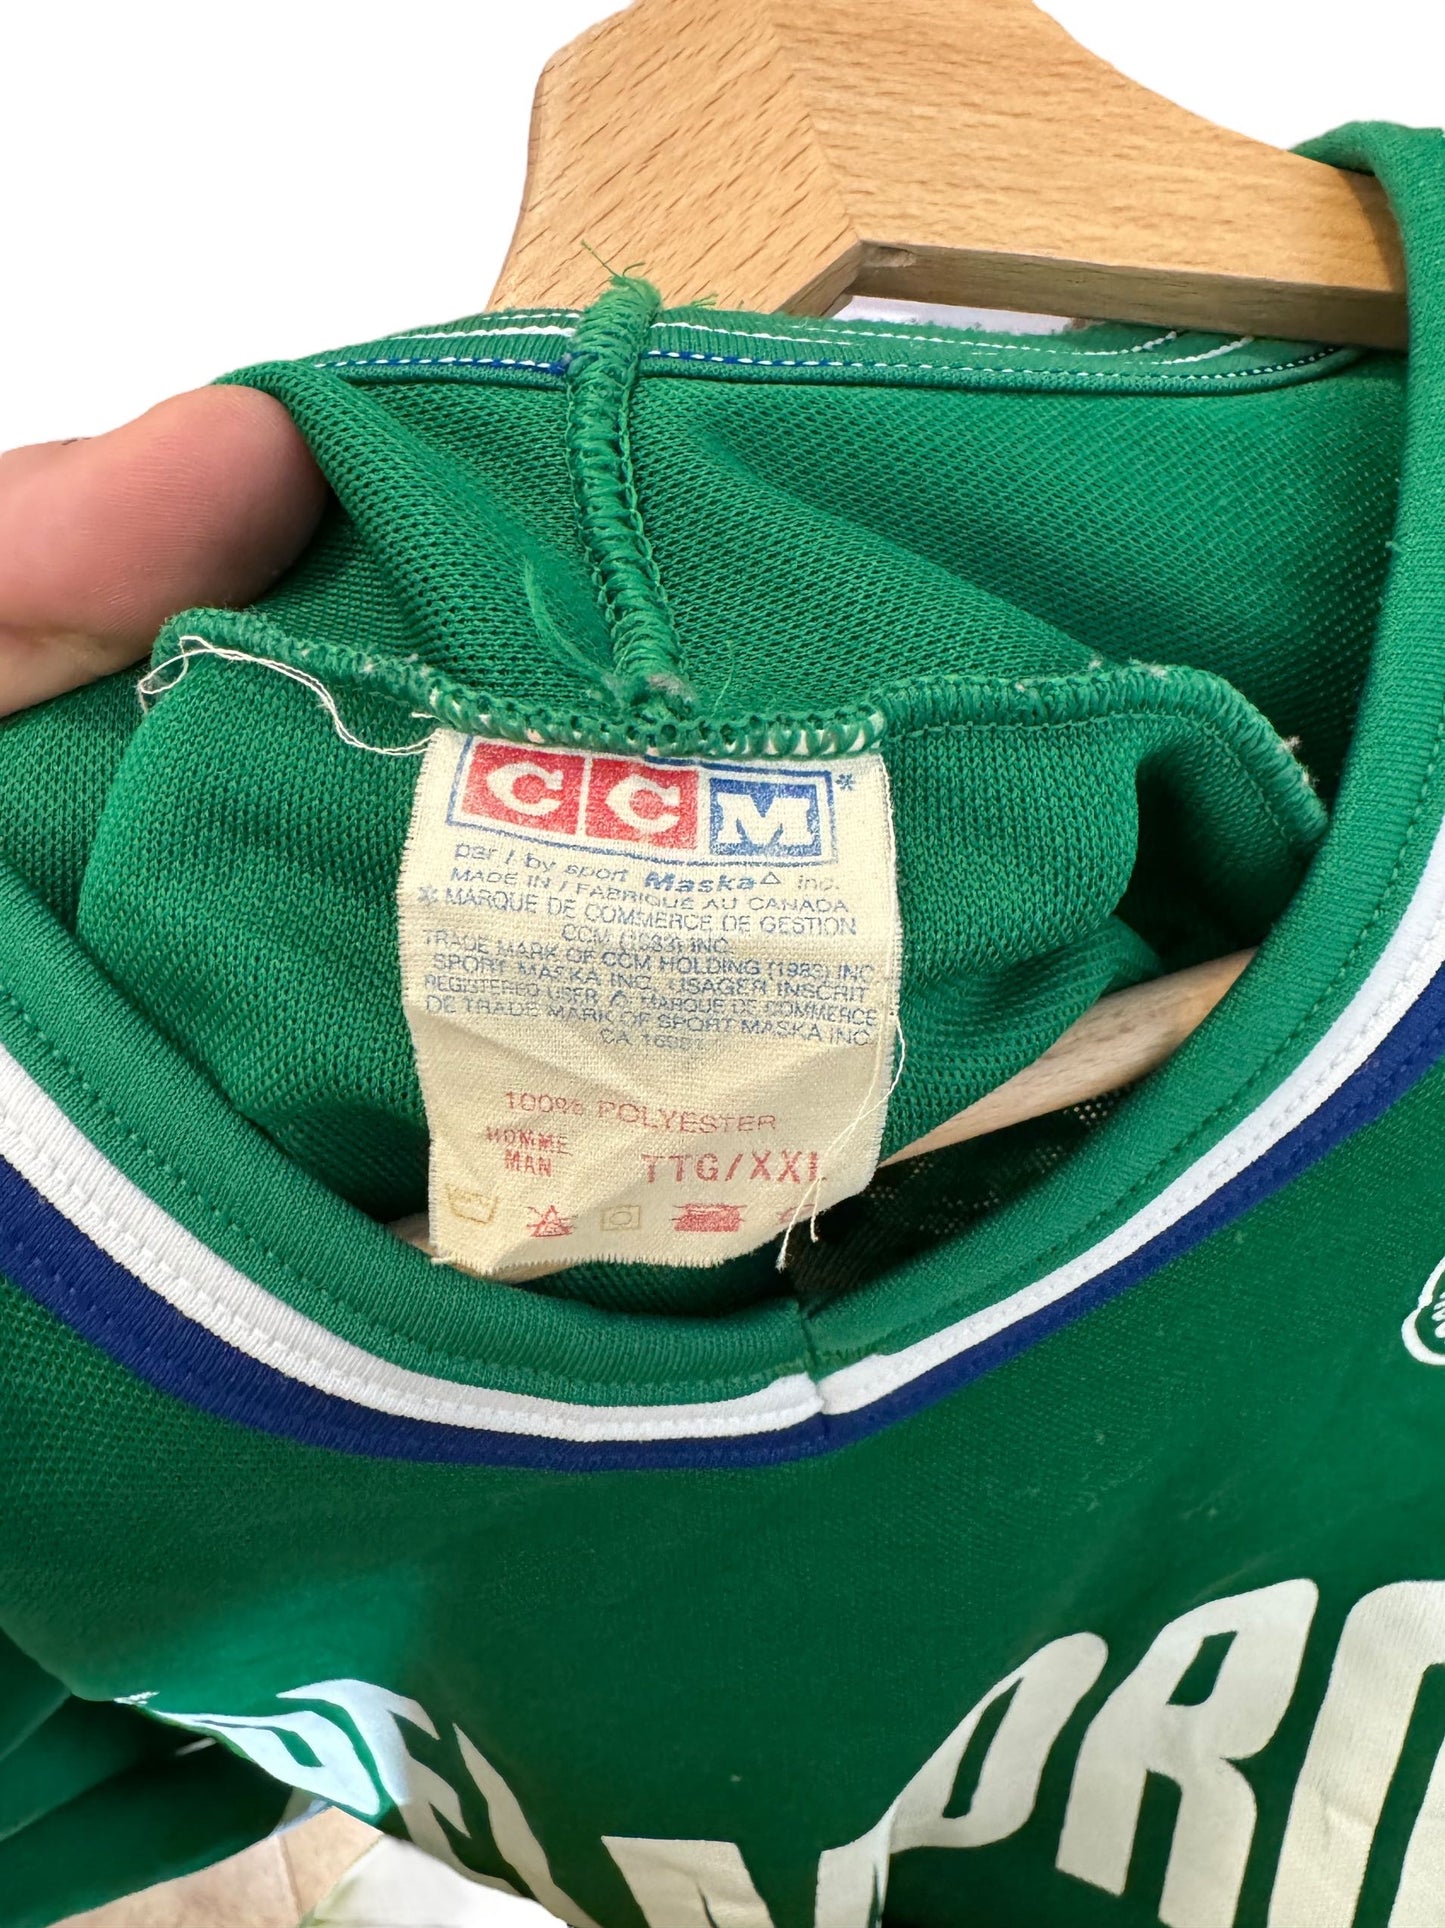 CCM*
par / by sport Maska△ inc.
MADE IN / FABRIQUÉ AU CANADA
* MARQUE DE COMMERCE DE GESTION
CCM (1983) INC.
TRADE MARK OF CCM HOLDING (1983) INC
SPORT MASKA INC. USAGER INSCRIT
REGISTERED USER △ MARQUE DE COMMERCE
DE TRADE MARK OF SPORT MASKA INC.
CA
100% POLYESTER
HOMME
MAN
TTG/XXL